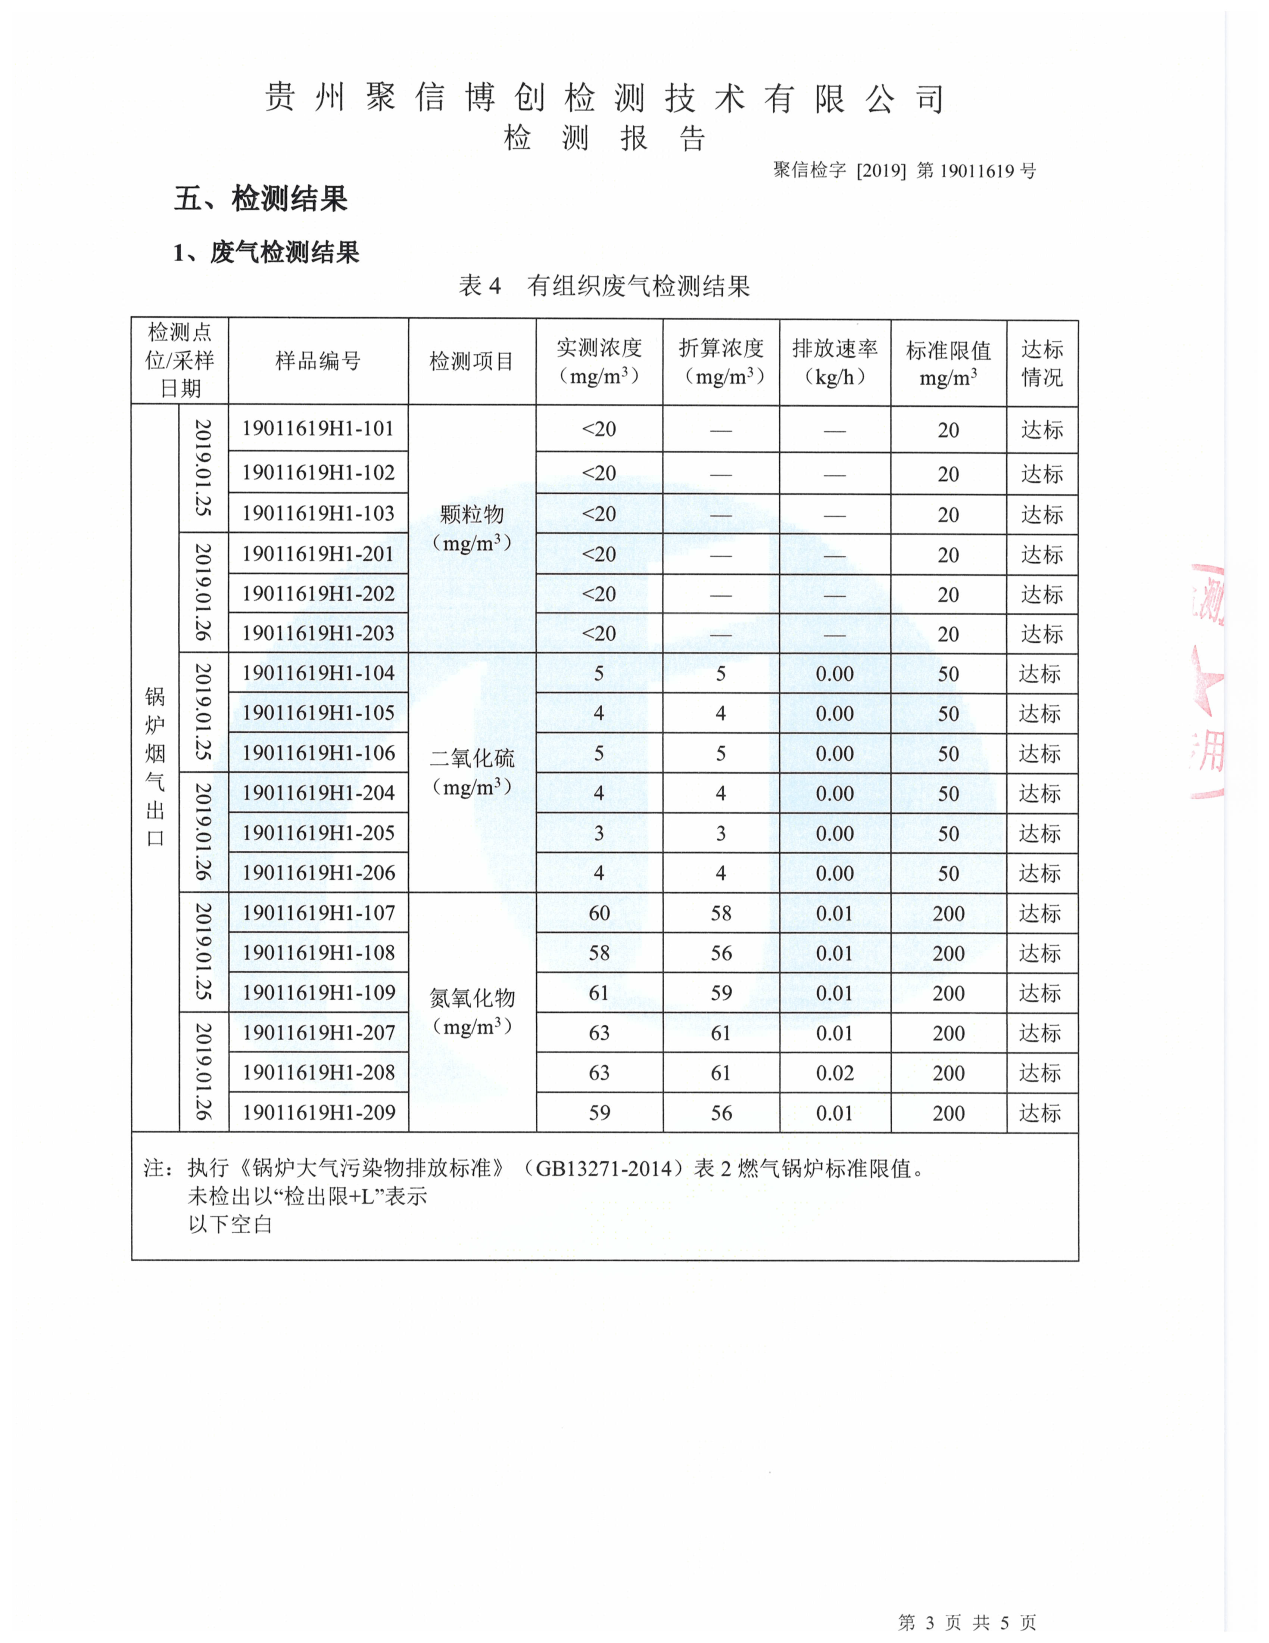 贵州聚信博创检测技术有限公司
检测报告
聚信检字 [2019] 第 19011619 号
五、检测结果
1、废气检测结果
表 4 有组织废气检测结果
检测点位/采样日期 样品编号 检测项目 实测浓度（mg/m³） 折算浓度（mg/m³） 排放速率（kg/h） 标准限值 mg/m³ 达标情况
锅炉烟气出口
2019.01.25
颗粒物（mg/m³）
19011619H1-101 <20 — — 20 达标
19011619H1-102 <20 — — 20 达标
19011619H1-103 <20 — — 20 达标
2019.01.26
19011619H1-201 <20 — — 20 达标
19011619H1-202 <20 — — 20 达标
19011619H1-203 <20 — — 20 达标
2019.01.25
二氧化硫（mg/m³）
19011619H1-104 5 5 0.00 50 达标
19011619H1-105 4 4 0.00 50 达标
19011619H1-106 5 5 0.00 50 达标
2019.01.26
19011619H1-204 4 4 0.00 50 达标
19011619H1-205 3 3 0.00 50 达标
19011619H1-206 4 4 0.00 50 达标
2019.01.25
氮氧化物（mg/m³）
19011619H1-107 60 58 0.01 200 达标
19011619H1-108 58 56 0.01 200 达标
19011619H1-109 61 59 0.01 200 达标
2019.01.26
19011619H1-207 63 61 0.01 200 达标
19011619H1-208 63 61 0.02 200 达标
19011619H1-209 59 56 0.01 200 达标
注：执行《锅炉大气污染物排放标准》（GB13271-2014）表 2 燃气锅炉标准限值。
未检出以“检出限+L”表示
以下空白
测
用
第 3 页 共 5 页